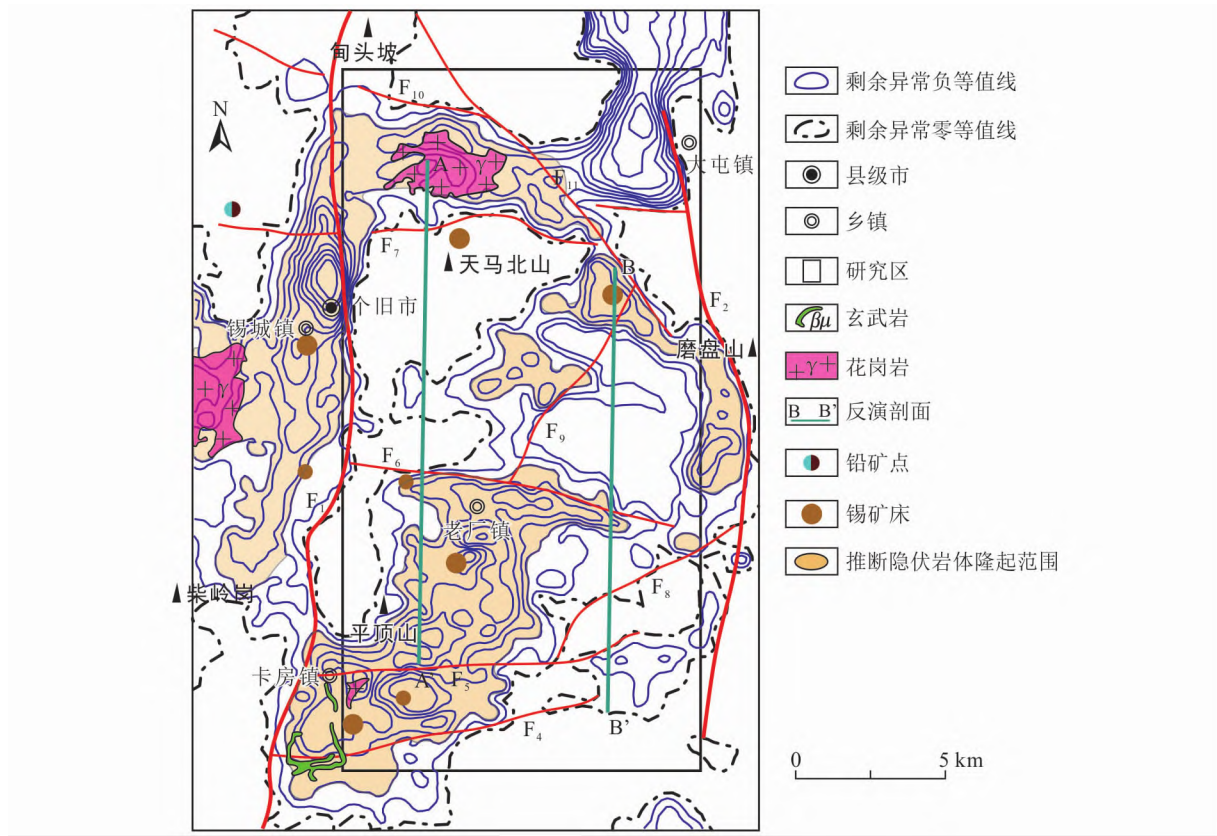 甸头坡
F10
N
大屯镇
A
γ
F11
F7
天马北山
B
个旧市
F2
锡城镇
磨盘山
γ
F9
F6
F1
老厂镇
柴岭岗
F8
平顶山
卡房镇
A
F5
F4
B'
剩余异常负等值线
剩余异常零等值线
县级市
乡镇
研究区
βμ 玄武岩
γ 花岗岩
B B' 反演剖面
铅矿点
锡矿床
推断隐伏岩体隆起范围
0 5 km